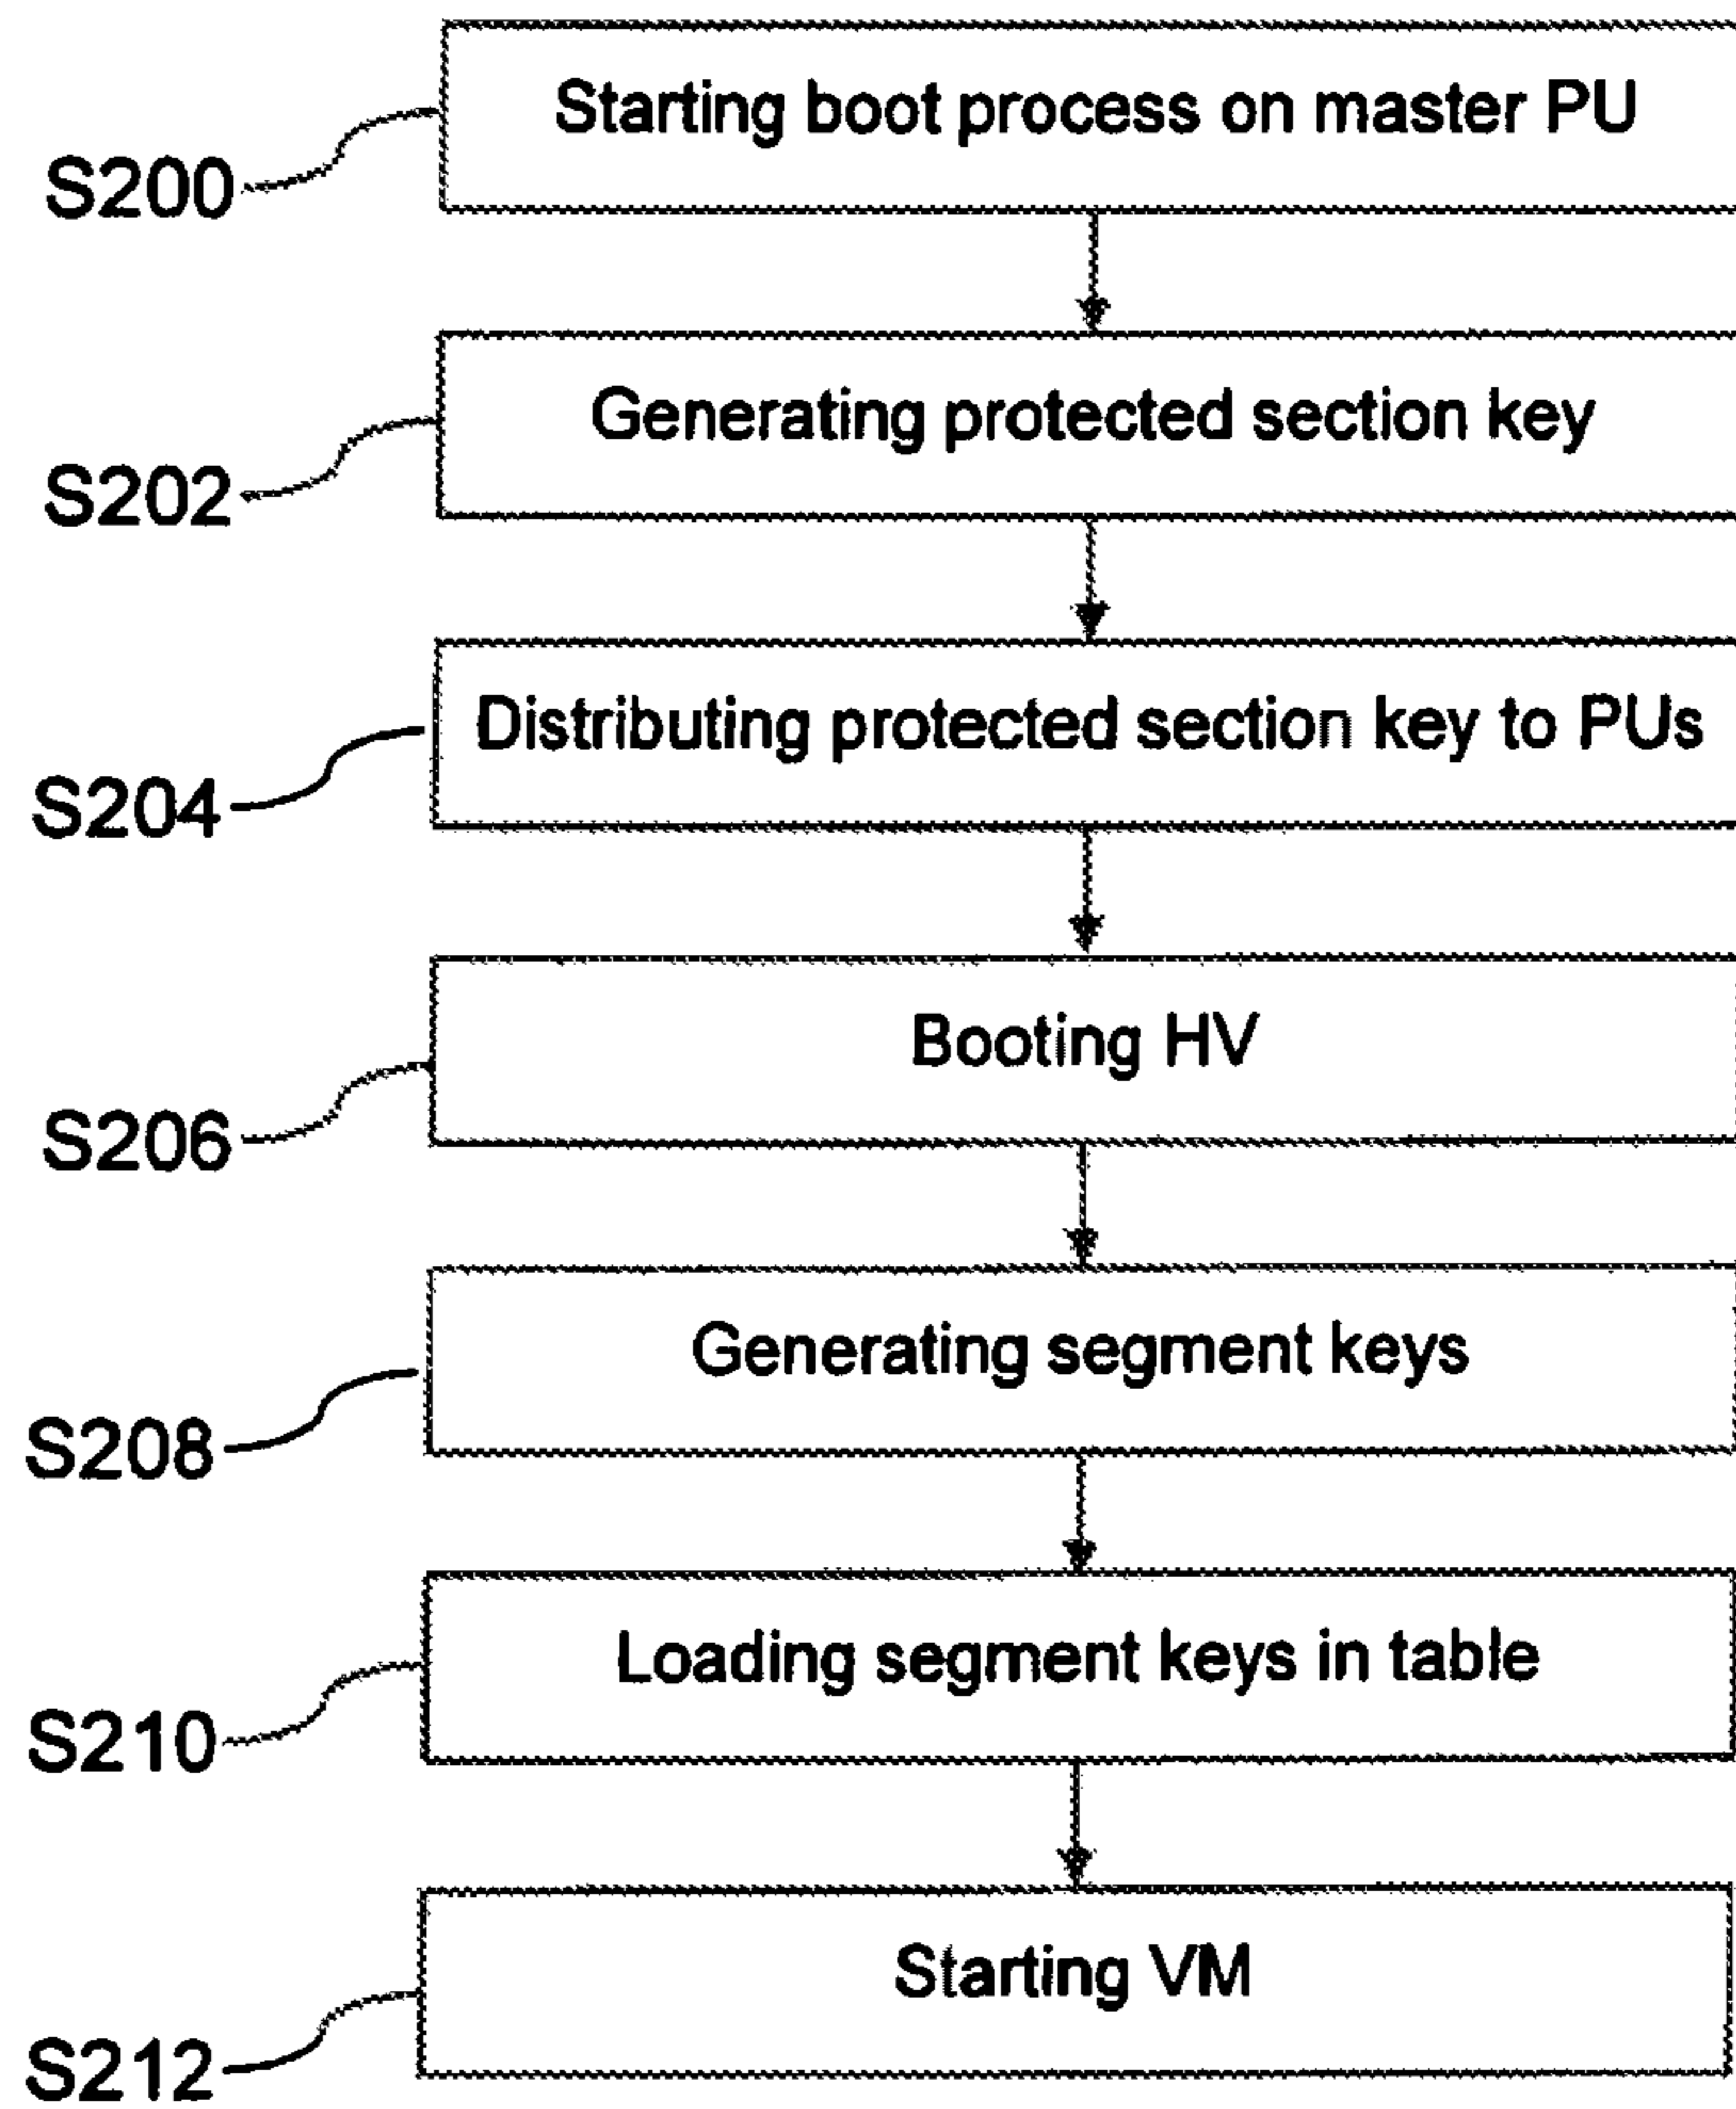 Starting boot process on master PU
S200
Generating protected section key
S202
Distributing protected section key to PUs
S204
Booting HV
S206
Generating segment keys
S208
Loading segment keys in table
S210
Starting VM
S212